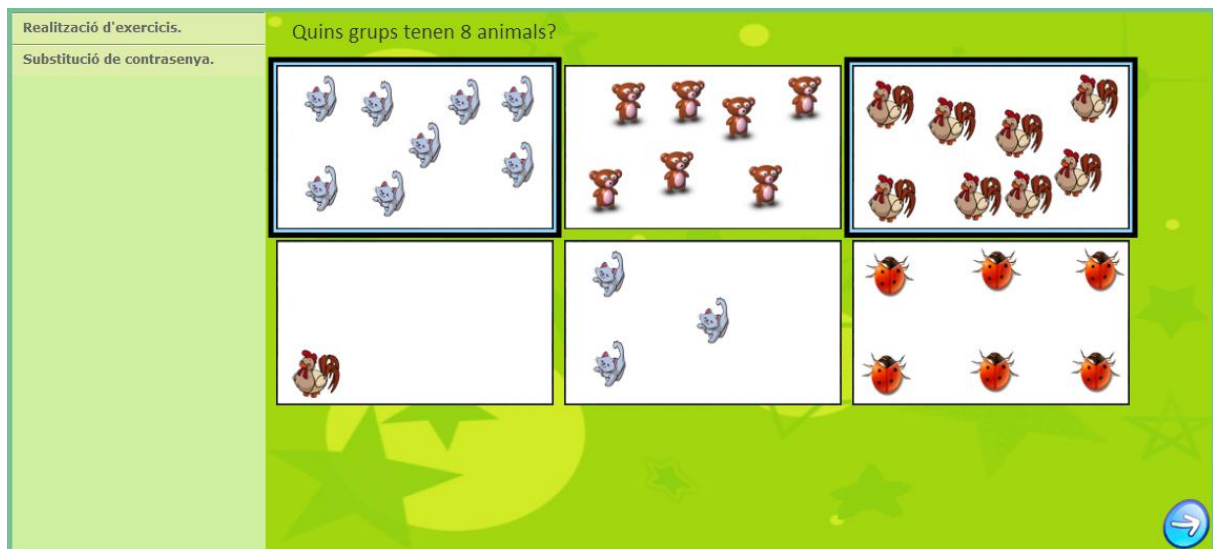 Realització d'exercicis.
Substitució de contrasenya.
Quins grups tenen 8 animals?